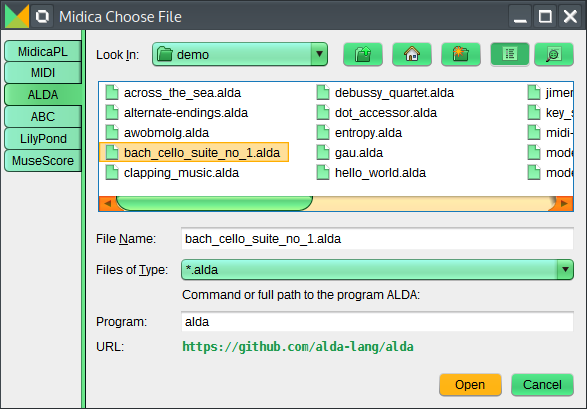 Midica Choose File
MidicaPL
MIDI
ALDA
ABC
LilyPond
MuseScore
Look In: demo
across_the_sea.alda debussy_quartet.alda jimen
alternate-endings.alda dot_accessor.alda key_s
awobmolg.alda entropy.alda midi-
bach_cello_suite_no_1.alda gau.alda mode
clapping_music.alda hello_world.alda mode
File Name: bach_cello_suite_no_1.alda
Files of Type: *.alda
Command or full path to the program ALDA:
Program: alda
URL: https://github.com/alda-lang/alda
Open Cancel